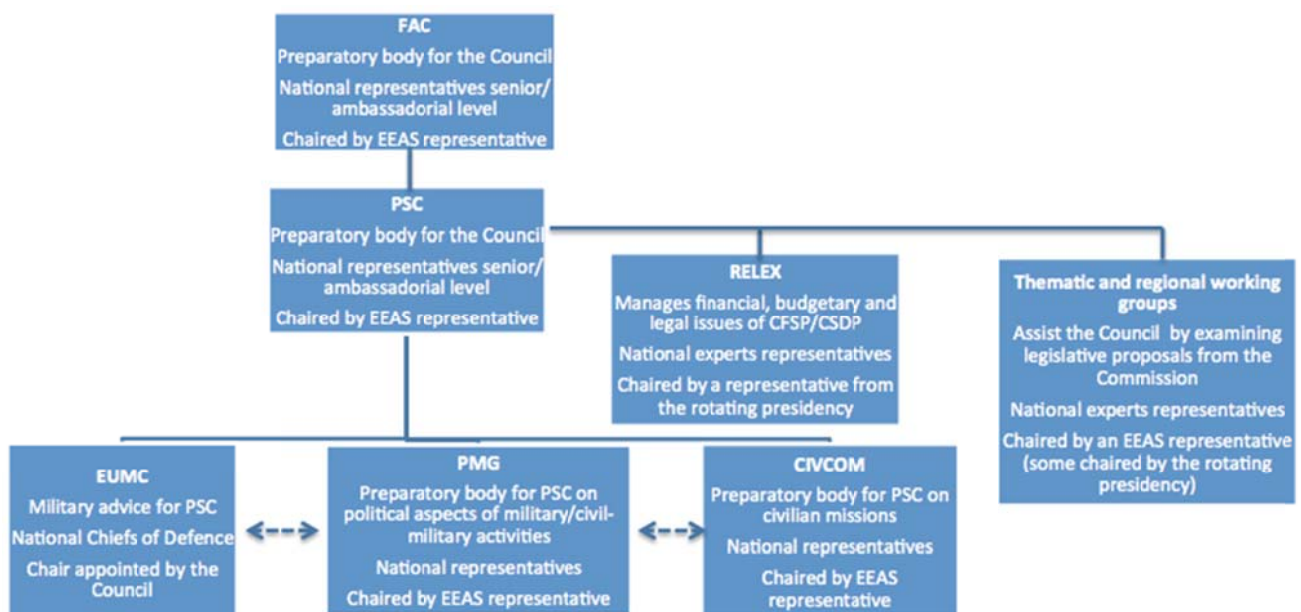 FAC
Preparatory body for the Council
National representatives senior/
ambassadorial level
Chaired by EEAS representative
PSC
Preparatory body for the Council
National representatives senior/
ambassadorial level
Chaired by EEAS representative
RELEX
Manages financial, budgetary and
legal issues of CFSP/CSDP
National experts representatives
Chaired by a representative from
the rotating presidency
Thematic and regional working
groups
Assist the Council by examining
legislative proposals from the
Commission
National experts representatives
Chaired by an EEAS representative
(some chaired by the rotating
presidency)
EUMC
Military advice for PSC
National Chiefs of Defence
Chair appointed by the
Council
PMG
Preparatory body for PSC on
political aspects of military/civil-
military activities
National representatives
Chaired by EEAS representative
CIVCOM
Preparatory body for PSC on
civilian missions
National representatives
Chaired by EEAS
representative